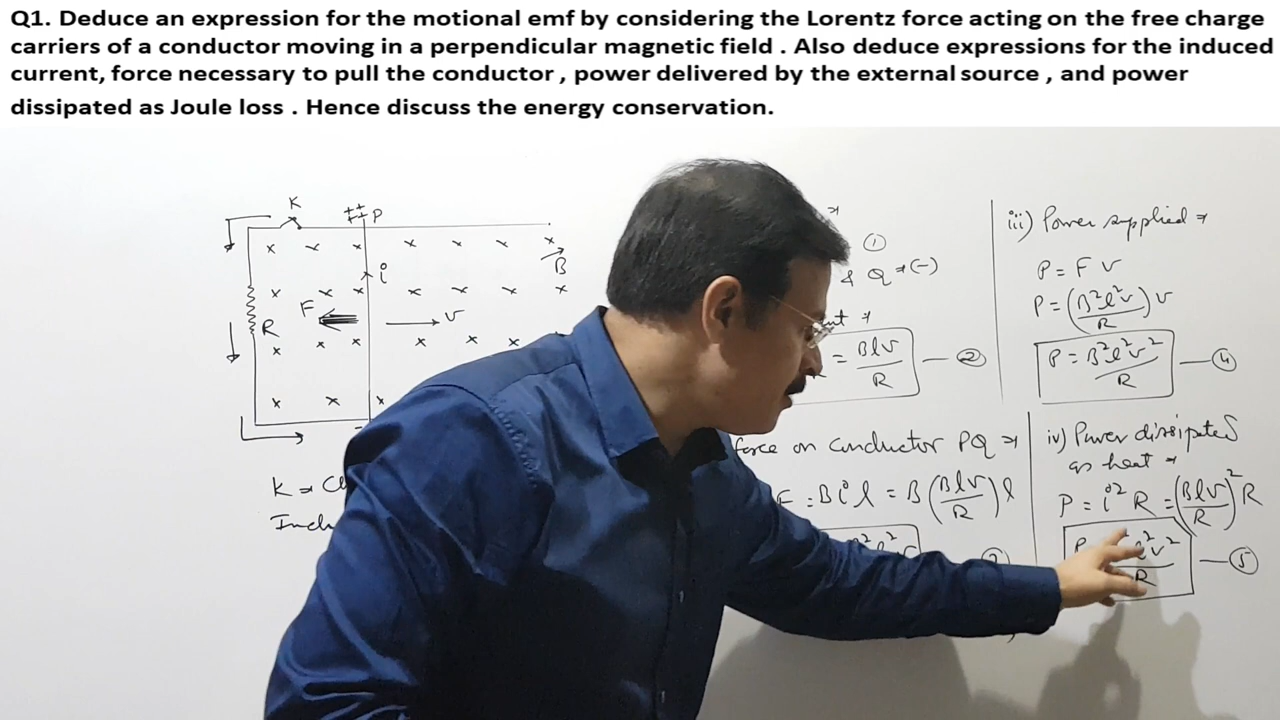 Q1. Deduce an expression for the motional emf by considering the Lorentz force acting on the free charge
carriers of a conductor moving in a perpendicular magnetic field . Also deduce expressions for the induced
current, force necessary to pull the conductor , power delivered by the external source , and power
dissipated as Joule loss . Hence discuss the energy conservation.
K
++ P
B
i
F
v
R
①
& Q → (-)
= Blv/R — ②
force on conductor PQ →
F = Bil = B(Blv/R)l
iii) Power supplied →
P = F v
P = (B²l²v/R) v
P = B²l²v²/R — ④
iv) Power dissipated
as heat →
P = i² R = (Blv/R)² R
l²v²/R — ⑤